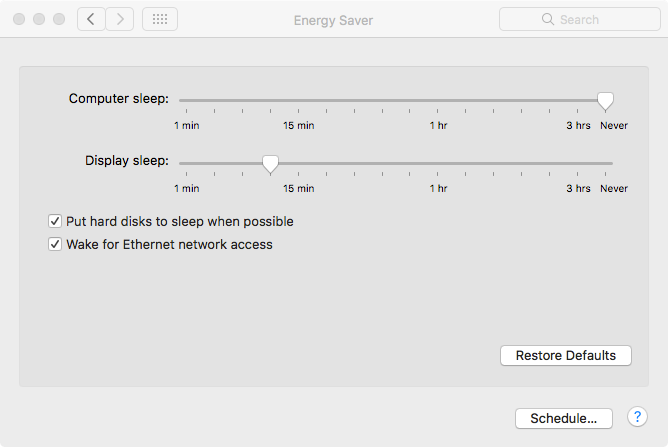 Energy Saver
Search
Computer sleep:
1 min 15 min 1 hr 3 hrs Never
Display sleep:
1 min 15 min 1 hr 3 hrs Never
Put hard disks to sleep when possible
Wake for Ethernet network access
Restore Defaults
Schedule... ?